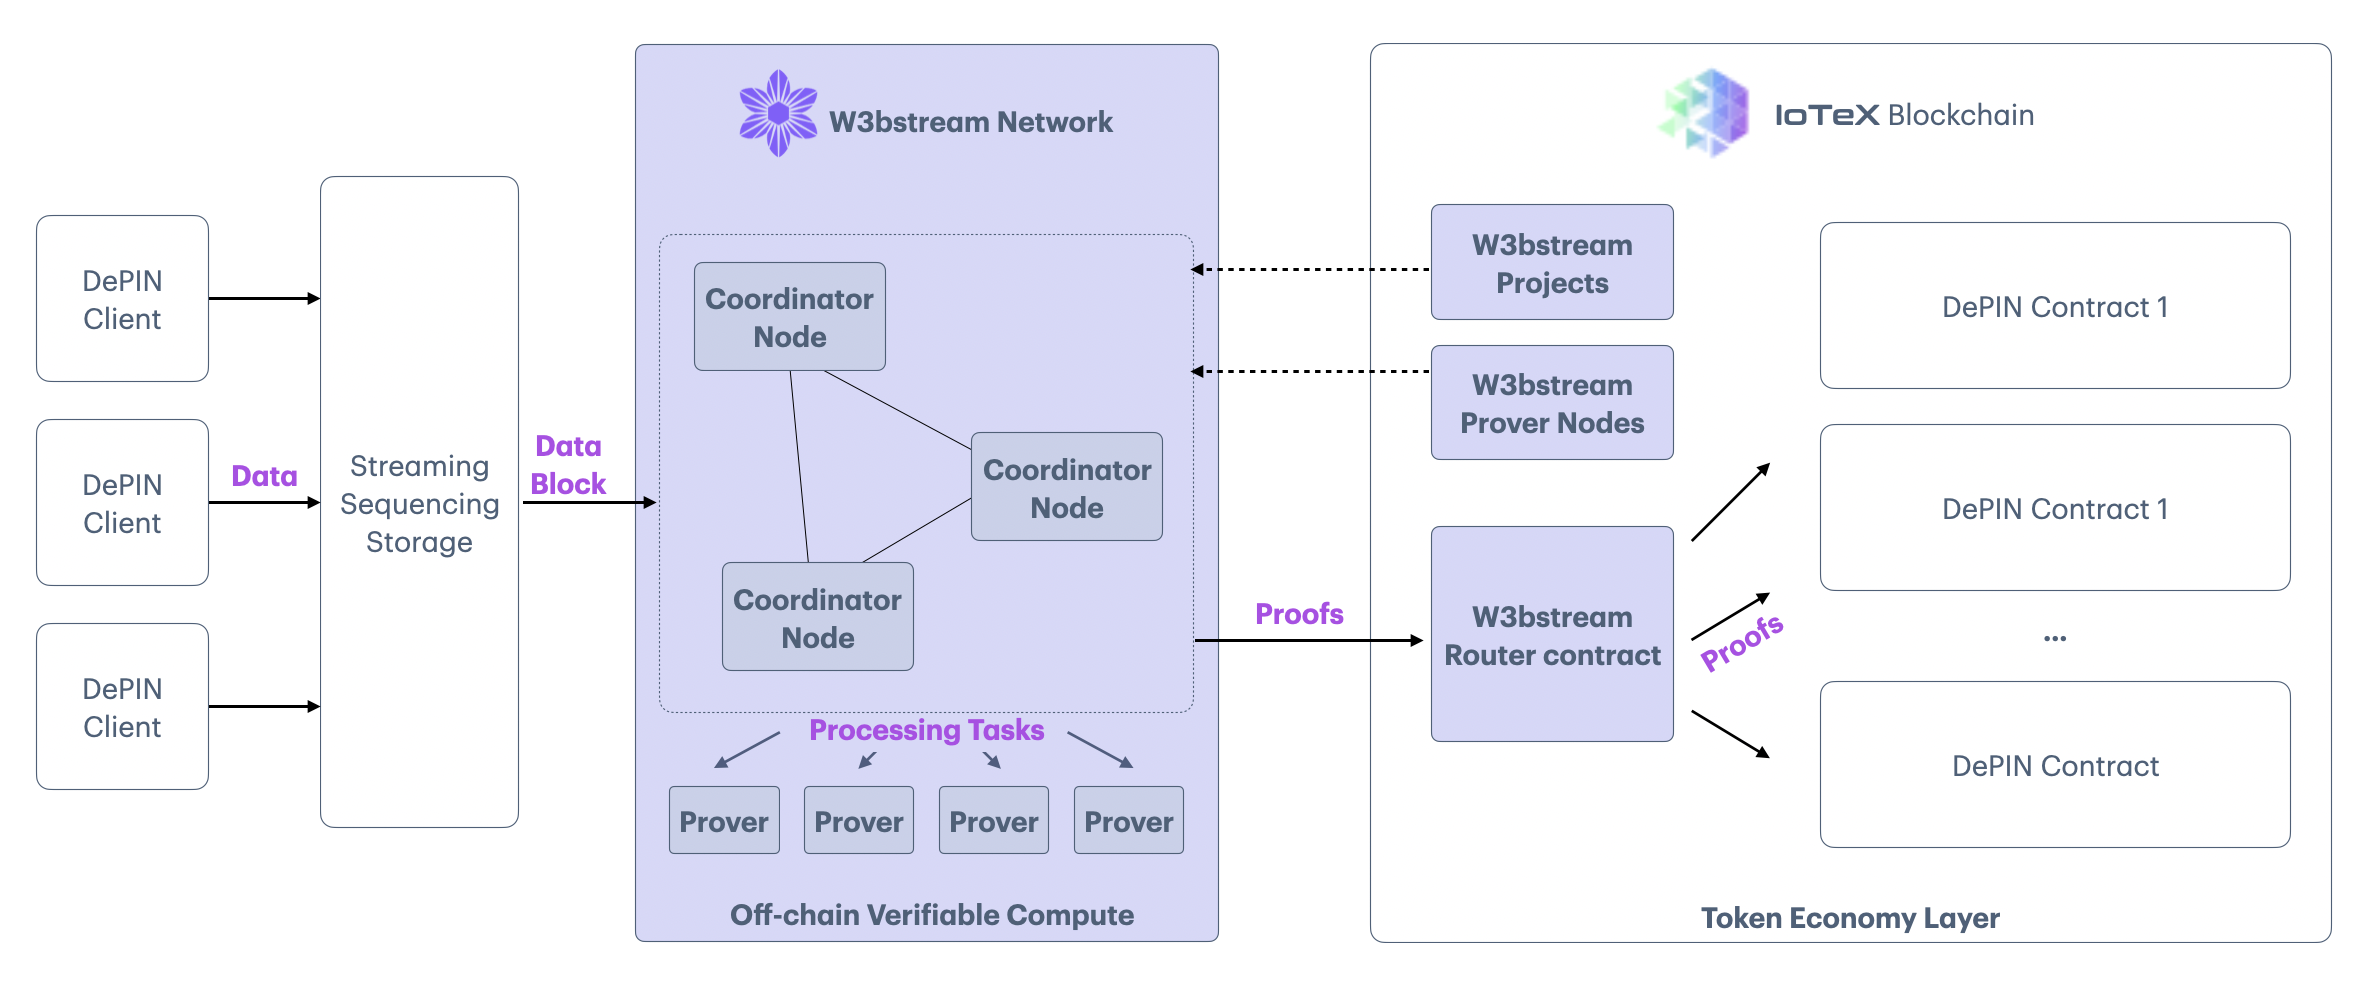 DePIN
Client
DePIN
Client
DePIN
Client
Data
Streaming
Sequencing
Storage
Data
Block
W3bstream Network
Coordinator
Node
Coordinator
Node
Coordinator
Node
Processing Tasks
Prover
Prover
Prover
Prover
Off-chain Verifiable Compute
Proofs
IoTeX Blockchain
W3bstream
Projects
W3bstream
Prover Nodes
W3bstream
Router contract
Proofs
DePIN Contract 1
DePIN Contract 1
...
DePIN Contract
Token Economy Layer